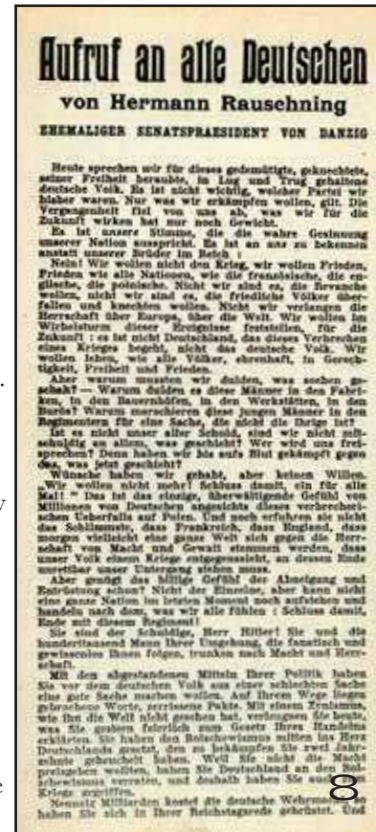 Aufruf an alle Deutschen
von Hermann Rauschning
EHEMALIGER SENATSPRAESIDENT VON DANZIG
Heute sprechen wir für dieses gedemütigte, geknechtete,
seiner Freiheit beraubte, in Lug und Trug gehaltene
deutsche Volk. Es ist nicht wichtig, welcher Partei wir
bisher waren. Nur was wir erkämpfen wollen, gilt. Die
Vergangenheit fiel von uns ab, was wir für die
Zukunft wirken hat nur noch Gewicht.
Es ist unsere Stimme, die die wahre Gesinnung
unserer Nation ausspricht. Es ist an uns zu bekennen
anstatt unserer Brüder im Reich :
Nein! Wir wollen nicht den Krieg, wir wollen Frieden,
Frieden wie alle Nationen, wie die französische, die en-
glische, die polnische. Nicht wir sind es, die Revanche
wollen, nicht wir sind es, die friedliche Völker über-
fallen und knechten wollen. Nicht wir verlangen die
Herrschaft über Europa, über die Welt. Wir wollen im
Wirbelsturm dieser Ereignisse feststellen, für die
Zukunft : es ist nicht Deutschland, das dieses Verbrechen
eines Krieges begeht, nicht das deutsche Volk. Wir
wollen leben, wie alle Völker, ehrenhaft, in Gerech-
tigkeit, Freiheit und Frieden.
Aber warum mussten wir dulden, was soeben ge-
schah? — Warum dulden es diese Männer in den Fabri-
ken, in den Bauernhöfen, in den Werkstätten, in den
Büros? Warum marschieren diese jungen Männer in den
Regimentern für eine Sache, die nicht die Ihrige ist?
Ist es nicht unser aller Schuld, sind wir nicht mit-
schuldig an allem, was geschieht? Wer wird uns frei-
sprechen? Denn haben wir bis aufs Blut gekämpft gegen
das, was jetzt geschieht?
Wünsche haben wir gehabt, aber keinen Willen.
„Wir wollen nicht mehr! Schluss damit, ein für alle
Mal! " Das ist das einzige, überwältigende Gefühl von
Millionen von Deutschen angesichts dieses verbrecheri-
schen Ueberfalls auf Polen. Und noch erfuhren sie nicht
das Schlimmste, dass Frankreich, dass England, dass
morgen vielleicht eine ganze Welt sich gegen die Herr-
schaft von Macht und Gewalt stemmen werden, dass
unser Volk einem Kriege entgegensieht, an dessen Ende
unrettbar unser Untergang stehen muss.
Aber genügt das billige Gefühl der Abneigung und
Entrüstung schon? Nicht der Einzelne, aber kann nicht
eine ganze Nation im letzten Moment noch aufstehen und
handeln nach dem, was wir alle fühlen : Schluss damit,
Ende mit diesem Regiment!
Sie sind der Schuldige, Herr Hitler! Sie und die
hunderttausend Mann Ihrer Umgebung, die fanatisch und
gewissenlos Ihnen folgen, trunken nach Macht und Herr-
schaft.
Mit den abgestandenen Mitteln Ihrer Politik haben
Sie vor dem deutschen Volk aus einer schlechten Sache
eine gute Sache machen wollen. Auf Ihrem Wege liegen
gebrochene Worte, zerrissene Pakte. Mit einem Zynismus,
wie ihn die Welt nicht gesehen hat, verleugnen Sie heute,
was Sie gestern feierlich zum Gesetz Ihres Handelns
erklärten. Sie haben den Bolschewismus mitten ins Herz
Deutschlands gesetzt, den zu bekämpfen Sie zwei Jahr-
zehnte geheuchelt haben. Weil Sie nicht die Macht
preisgeben wollten, haben Sie Deutschland an den Bol-
schewismus verraten, und deshalb haben Sie auch zum
Kriege gegriffen.
Neunzig Milliarden kostet die deutsche Wehrmacht, so
haben Sie sich in Ihrer Reichstagsrede gebrüstet. Und
8